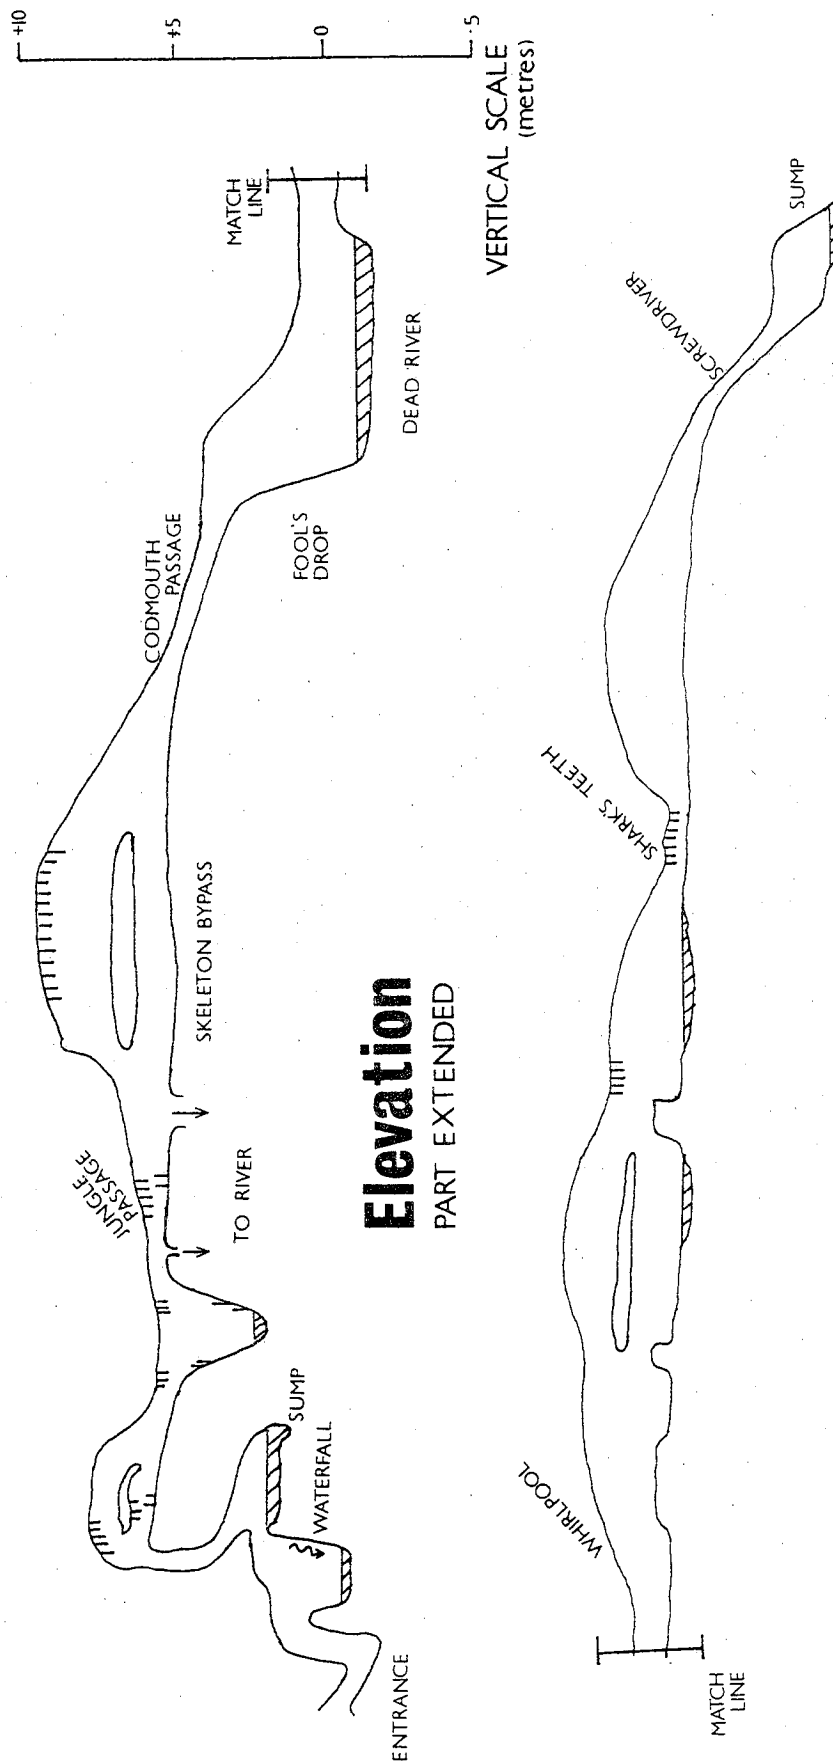 ENTRANCE
WATERFALL
SUMP
JUNGLE
PASSAGE
TO RIVER
SKELETON BYPASS
CODMOUTH
PASSAGE
FOOL'S
DROP
DEAD RIVER
MATCH
LINE
+10
+5
0
-5
VERTICAL SCALE
(metres)
Elevation
PART EXTENDED
MATCH
LINE
WHIRLPOOL
SHARK'S TEETH
SCREWDRIVER
SUMP